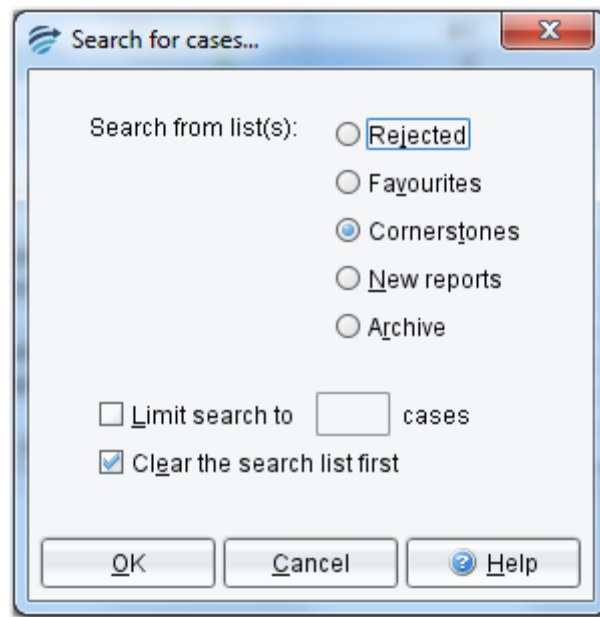 Search for cases...
Search from list(s):
Rejected
Favourites
Cornerstones
New reports
Archive
Limit search to cases
Clear the search list first
OK Cancel Help